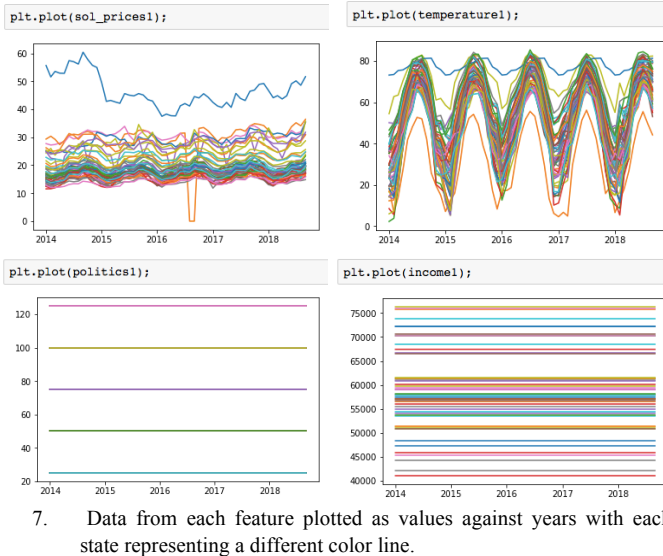 plt.plot(sol_prices1);
60
50
40
30
20
10
0
2014 2015 2016 2017 2018
plt.plot(temperature1);
80
60
40
20
0
2014 2015 2016 2017 2018
plt.plot(politics1);
120
100
80
60
40
20
2014 2015 2016 2017 2018
plt.plot(income1);
75000
70000
65000
60000
55000
50000
45000
40000
2014 2015 2016 2017 2018
7. Data from each feature plotted as values against years with each
state representing a different color line.